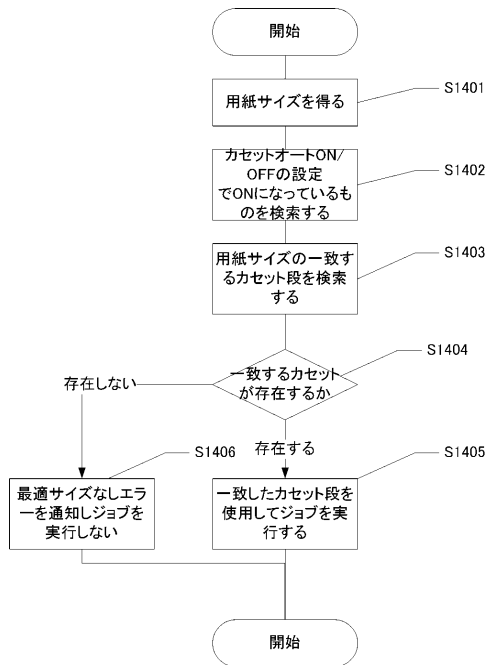 開始
用紙サイズを得る
S1401
カセットオートON/
OFFの設定
でONになっているも
のを検索する
S1402
用紙サイズの一致す
るカセット段を検索
する
S1403
一致するカセット
が存在するか
S1404
存在しない
存在する
最適サイズなしエラ
ーを通知しジョブを
実行しない
S1406
一致したカセット段を
使用してジョブを実
行する
S1405
開始